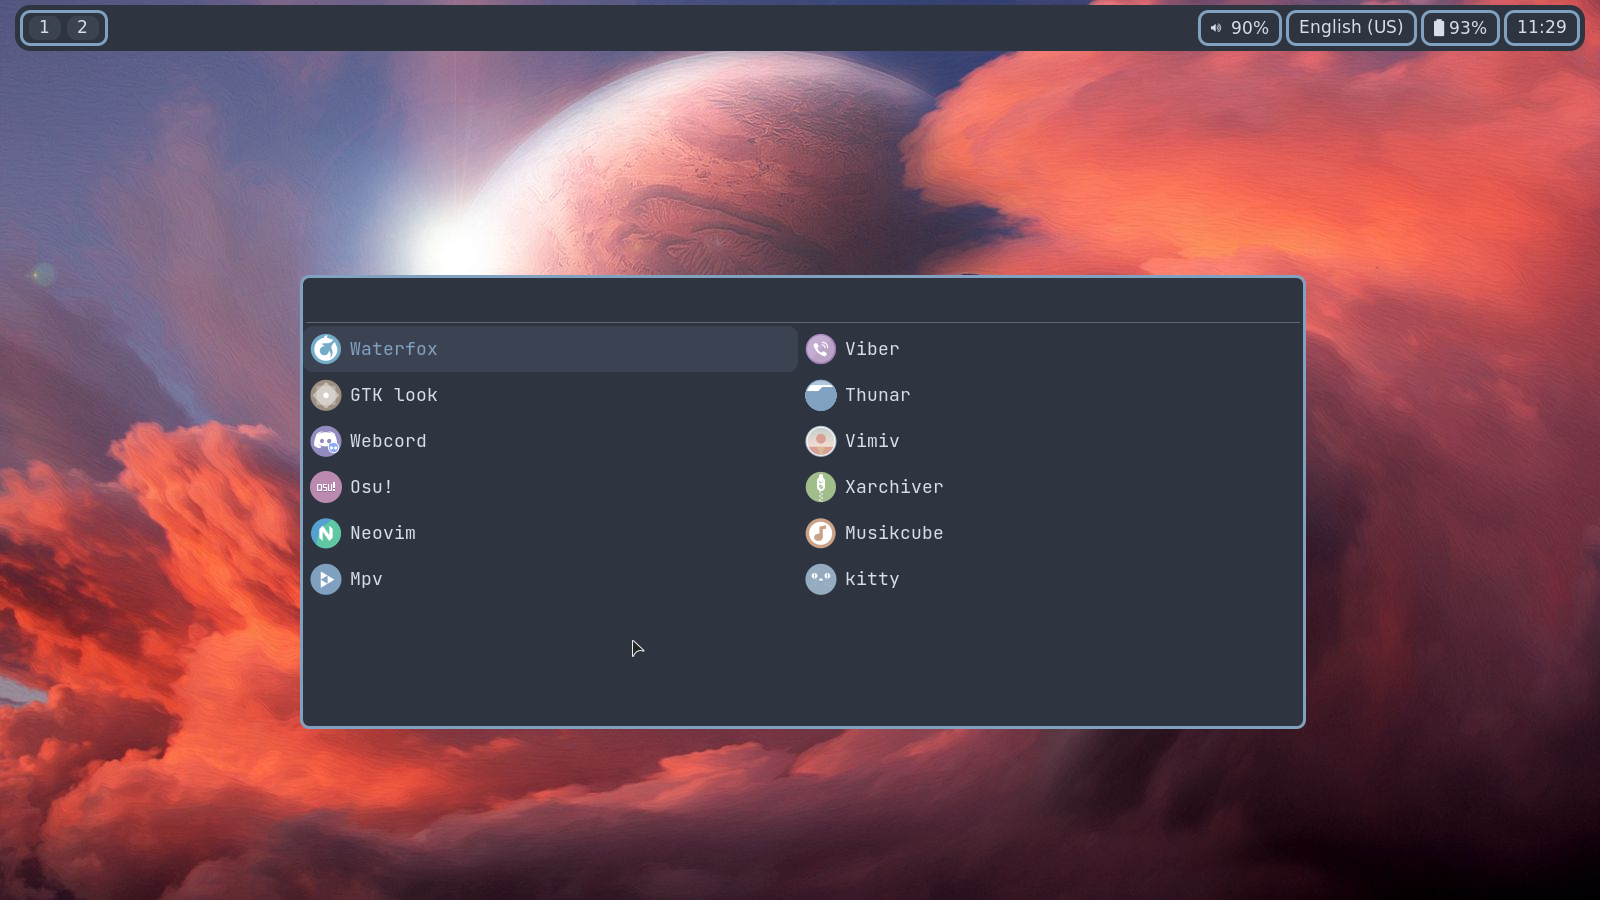 1 2 90% English (US) 93% 11:29
Waterfox Viber
GTK look Thunar
Webcord Vimiv
osu! Osu! Xarchiver
Neovim Musikcube
Mpv kitty